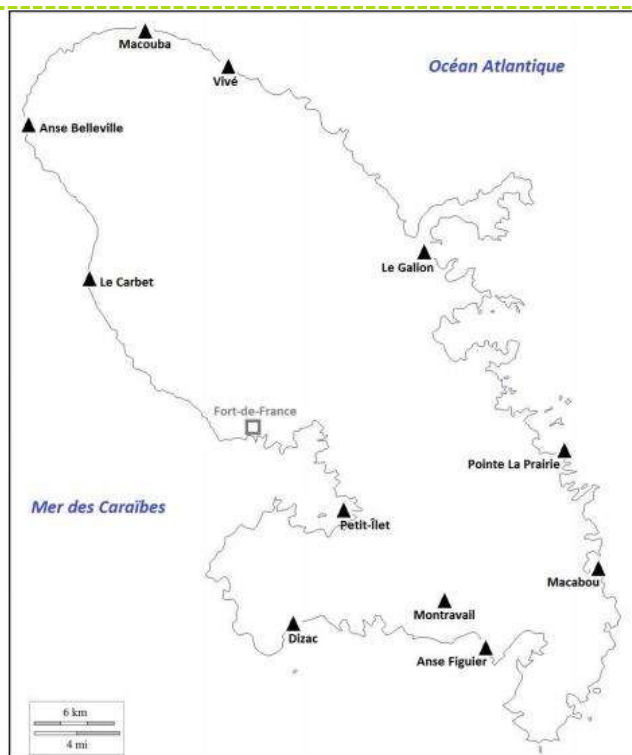 Macouba
Océan Atlantique
Vivé
Anse Belleville
Le Galion
Le Carbet
Fort-de-France
Pointe La Prairie
Mer des Caraïbes
Petit-Îlet
Macabou
Montravail
Dizac
Anse Figuier
6 km
4 mi